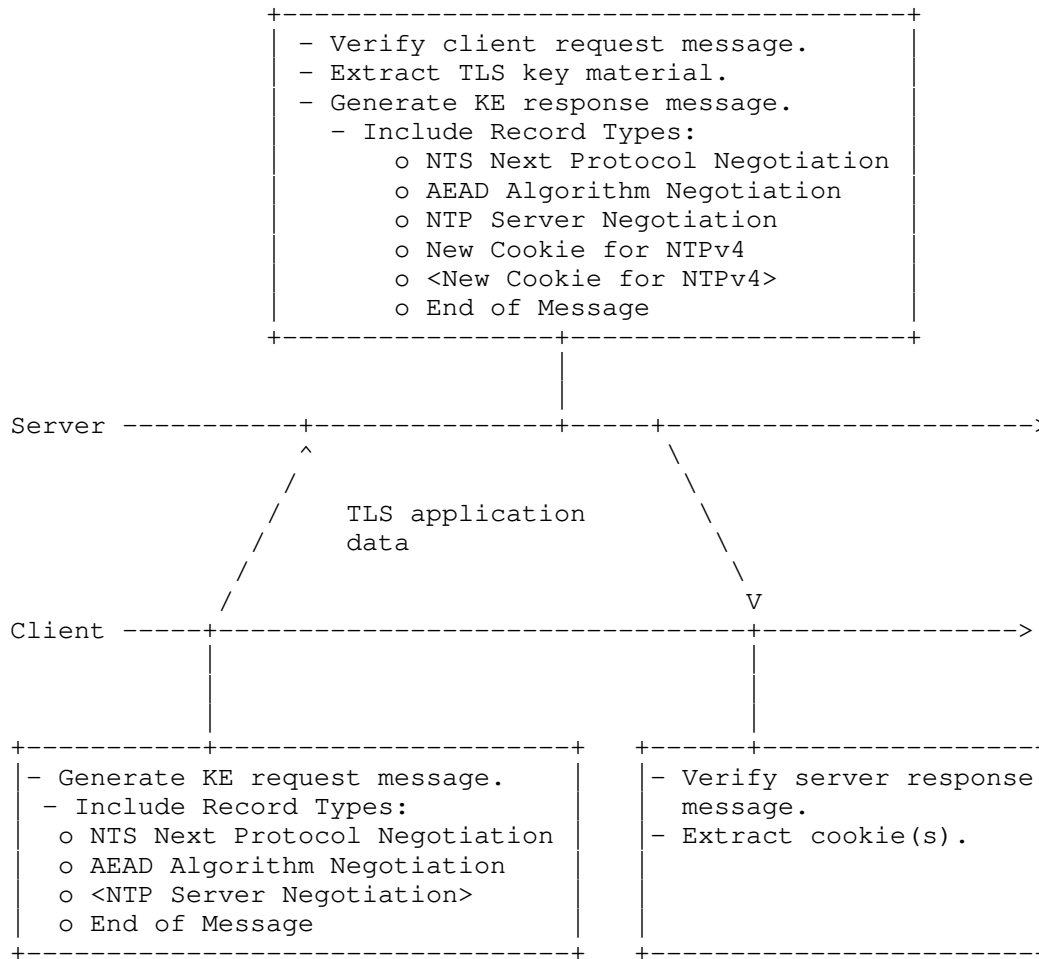 - Verify client request message.
- Extract TLS key material.
- Generate KE response message.
- Include Record Types:
o NTS Next Protocol Negotiation
o AEAD Algorithm Negotiation
o NTP Server Negotiation
o New Cookie for NTPv4
o <New Cookie for NTPv4>
o End of Message
Server
TLS application
data
Client
- Generate KE request message.
- Include Record Types:
o NTS Next Protocol Negotiation
o AEAD Algorithm Negotiation
o <NTP Server Negotiation>
o End of Message
- Verify server response
message.
- Extract cookie(s).